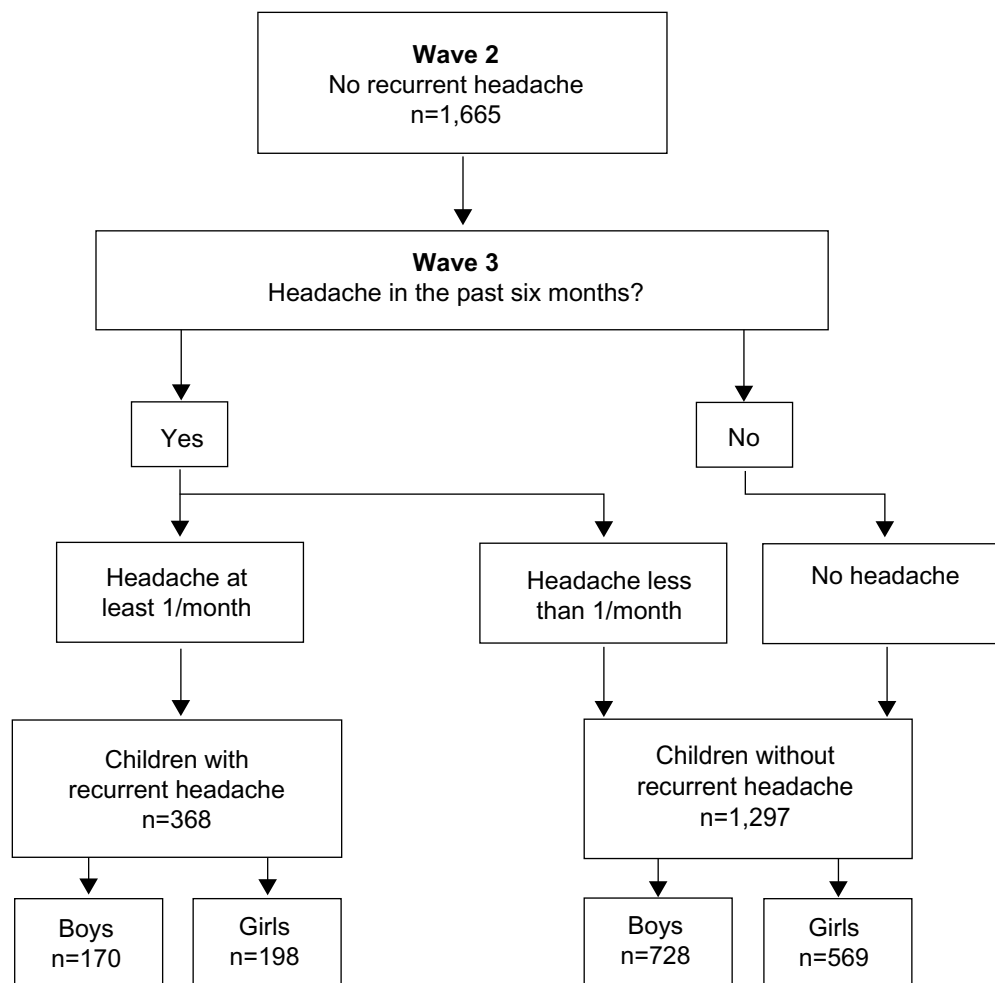 Wave 2
No recurrent headache
n=1,665
Wave 3
Headache in the past six months?
Yes
No
Headache at
least 1/month
Headache less
than 1/month
No headache
Children with
recurrent headache
n=368
Children without
recurrent headache
n=1,297
Boys
n=170
Girls
n=198
Boys
n=728
Girls
n=569